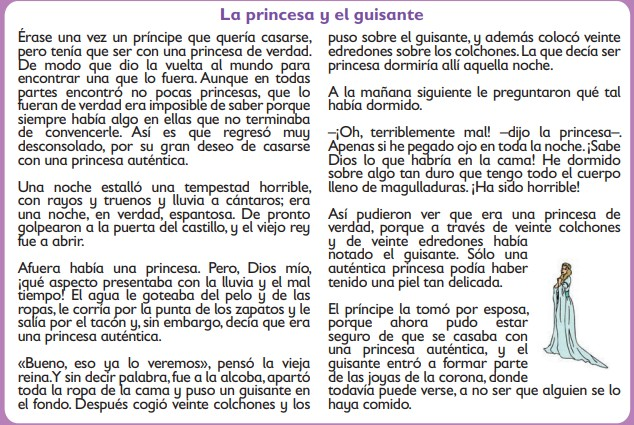 La princesa y el guisante
Érase una vez un príncipe que quería casarse,
pero tenía que ser con una princesa de verdad.
De modo que dio la vuelta al mundo para
encontrar una que lo fuera. Aunque en todas
partes encontró no pocas princesas, que lo
fueran de verdad era imposible de saber porque
siempre había algo en ellas que no terminaba
de convencerle. Así es que regresó muy
desconsolado, por su gran deseo de casarse
con una princesa auténtica.
Una noche estalló una tempestad horrible,
con rayos y truenos y lluvia a cántaros; era
una noche, en verdad, espantosa. De pronto
golpearon a la puerta del castillo, y el viejo rey
fue a abrir.
Afuera había una princesa. Pero, Dios mío,
¡qué aspecto presentaba con la lluvia y el mal
tiempo! El agua le goteaba del pelo y de las
ropas, le corría por la punta de los zapatos y le
salía por el tacón y, sin embargo, decía que era
una princesa auténtica.
«Bueno, eso ya lo veremos», pensó la vieja
reina.Y sin decir palabra, fue a la alcoba, apartó
toda la ropa de la cama y puso un guisante en
el fondo. Después cogió veinte colchones y los
puso sobre el guisante, y además colocó veinte
edredones sobre los colchones. La que decía ser
princesa dormiría allí aquella noche.
A la mañana siguiente le preguntaron qué tal
había dormido.
–¡Oh, terriblemente mal! –dijo la princesa–.
Apenas si he pegado ojo en toda la noche. ¡Sabe
Dios lo que habría en la cama! He dormido
sobre algo tan duro que tengo todo el cuerpo
lleno de magulladuras. ¡Ha sido horrible!
Así pudieron ver que era una princesa de
verdad, porque a través de veinte colchones
y de veinte edredones había
notado el guisante. Sólo una
auténtica princesa podía haber
tenido una piel tan delicada.
El príncipe la tomó por esposa,
porque ahora pudo estar
seguro de que se casaba con
una princesa auténtica, y el
guisante entró a formar parte
de las joyas de la corona, donde
todavía puede verse, a no ser que alguien se lo
haya comido.